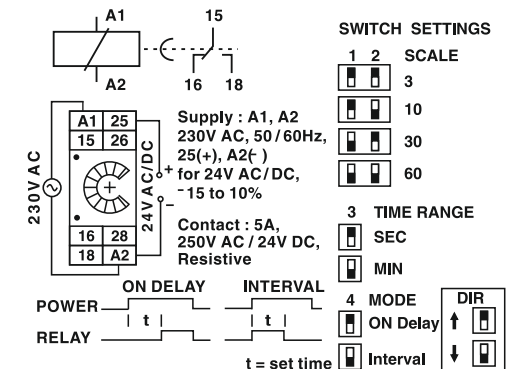 A1
15
A2
16 18
SWITCH SETTINGS
1 2 SCALE
3
10
30
60
230V AC
A1 25
15 26
16 28
18 A2
24V AC/DC
+
−
Supply : A1, A2
230V AC, 50/60Hz,
25(+), A2(-)
for 24V AC/DC,
-15 to 10%
Contact : 5A,
250V AC / 24V DC,
Resistive
3 TIME RANGE
SEC
MIN
4 MODE
ON Delay
Interval
DIR
ON DELAY INTERVAL
POWER
t t
RELAY
t = set time